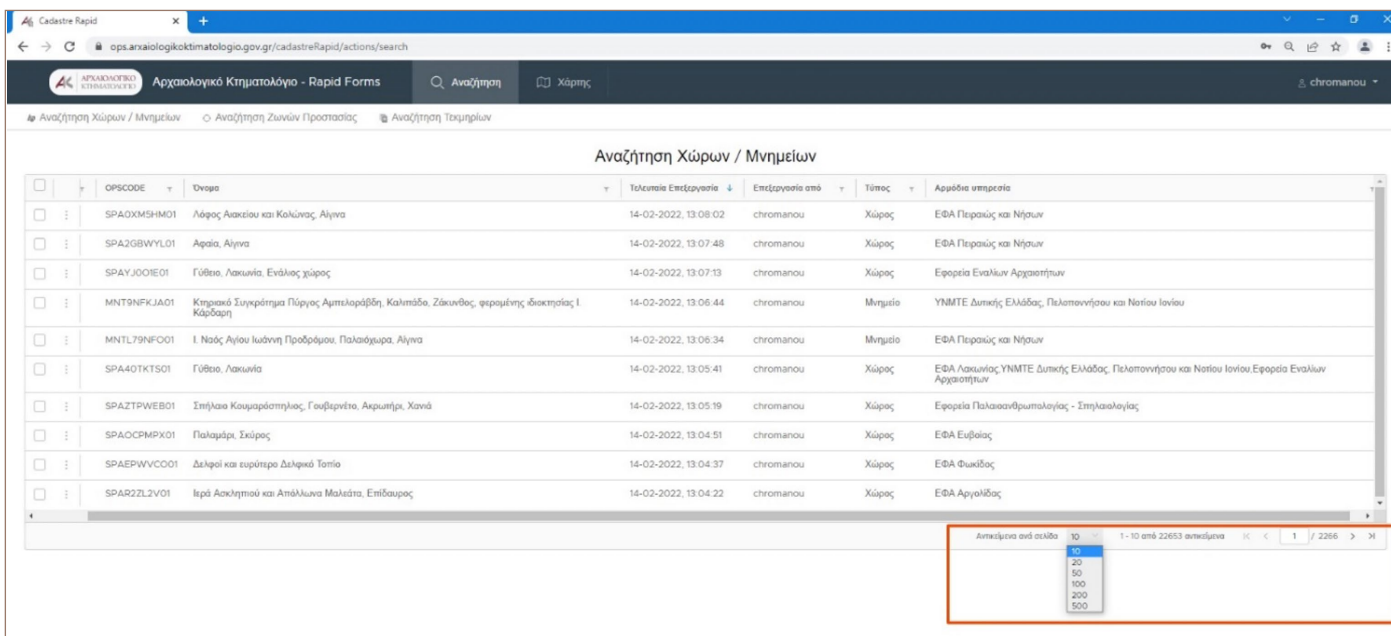 Cadastre Rapid
ops.arxaiologikoktimatologio.gov.gr/cadastreRapid/actions/search
ΑΡΧΑΙΟΛΟΓΙΚΟ
ΚΤΗΜΑΤΟΛΟΓΙΟ
Αρχαιολογικό Κτηματολόγιο - Rapid Forms
Αναζήτηση
Χάρτης
chromanou
Αναζήτηση Χώρων / Μνημείων
Αναζήτηση Ζωνών Προστασίας
Αναζήτηση Τεκμηρίων
Αναζήτηση Χώρων / Μνημείων
OPSCODE Όνομα Τελευταία Επεξεργασία Επεξεργασία από Τύπος Αρμόδια υπηρεσία
SPA0XM5HM01 Λόφος Αιακείου και Κολώνας, Αίγινα 14-02-2022, 13:08:02 chromanou Χώρος ΕΦΑ Πειραιώς και Νήσων
SPA2GBWYL01 Αφαία, Αίγινα 14-02-2022, 13:07:48 chromanou Χώρος ΕΦΑ Πειραιώς και Νήσων
SPAYJOO1E01 Γύθειο, Λακωνία, Ενάλιος χώρος 14-02-2022, 13:07:13 chromanou Χώρος Εφορεία Εναλίων Αρχαιοτήτων
MNT9NFKJA01 Κτηριακό Συγκρότημα Πύργος Αμπελοράβδη, Καλιπάδο, Ζάκυνθος, φερομένης ιδιοκτησίας Ι. 14-02-2022, 13:06:44 chromanou Μνημείο ΥΝΜΤΕ Δυτικής Ελλάδας, Πελοποννήσου και Νοτίου Ιονίου
Κάρδαρη
MNTL79NFO01 Ι. Ναός Αγίου Ιωάννη Προδρόμου, Παλαιόχωρα, Αίγινα 14-02-2022, 13:06:34 chromanou Μνημείο ΕΦΑ Πειραιώς και Νήσων
SPA4OTKTS01 Γύθειο, Λακωνία 14-02-2022, 13:05:41 chromanou Χώρος ΕΦΑ Λακωνίας,ΥΝΜΤΕ Δυτικής Ελλάδας, Πελοποννήσου και Νοτίου Ιονίου,Εφορεία Εναλίων
Αρχαιοτήτων
SPAZTPWEB01 Σπήλαιο Κουμαρόσπηλιος, Γουβερνέτο, Ακρωτήρι, Χανιά 14-02-2022, 13:05:19 chromanou Χώρος Εφορεία Παλαιοανθρωπολογίας - Σπηλαιολογίας
SPAOCPMPX01 Παλαμάρι, Σκύρος 14-02-2022, 13:04:51 chromanou Χώρος ΕΦΑ Ευβοίας
SPAEPWVCO01 Δελφοί και ευρύτερο Δελφικό Τοπίο 14-02-2022, 13:04:37 chromanou Χώρος ΕΦΑ Φωκίδος
SPAR2ZL2V01 Ιερά Ασκληπιού και Απόλλωνα Μαλεάτα, Επίδαυρος 14-02-2022, 13:04:22 chromanou Χώρος ΕΦΑ Αργολίδας
Αντικείμενα ανά σελίδα 10 1 - 10 από 22653 αντικείμενα 1 / 2266
10
20
50
100
200
500